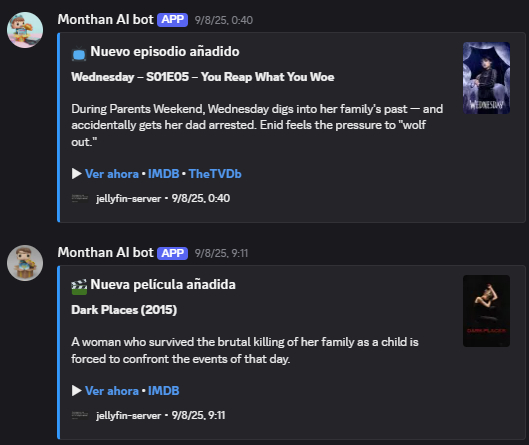 Monthan AI bot APP 9/8/25, 0:40
Nuevo episodio añadido
Wednesday – S01E05 – You Reap What You Woe
During Parents Weekend, Wednesday digs into her family's past — and
accidentally gets her dad arrested. Enid feels the pressure to "wolf
out."
▶ Ver ahora • IMDB • TheTVDb
jellyfin-server • 9/8/25, 0:40
WEDNESDAY
Monthan AI bot APP 9/8/25, 9:11
Nueva película añadida
Dark Places (2015)
A woman who survived the brutal killing of her family as a child is
forced to confront the events of that day.
▶ Ver ahora • IMDB
jellyfin-server • 9/8/25, 9:11
DARK PLACES